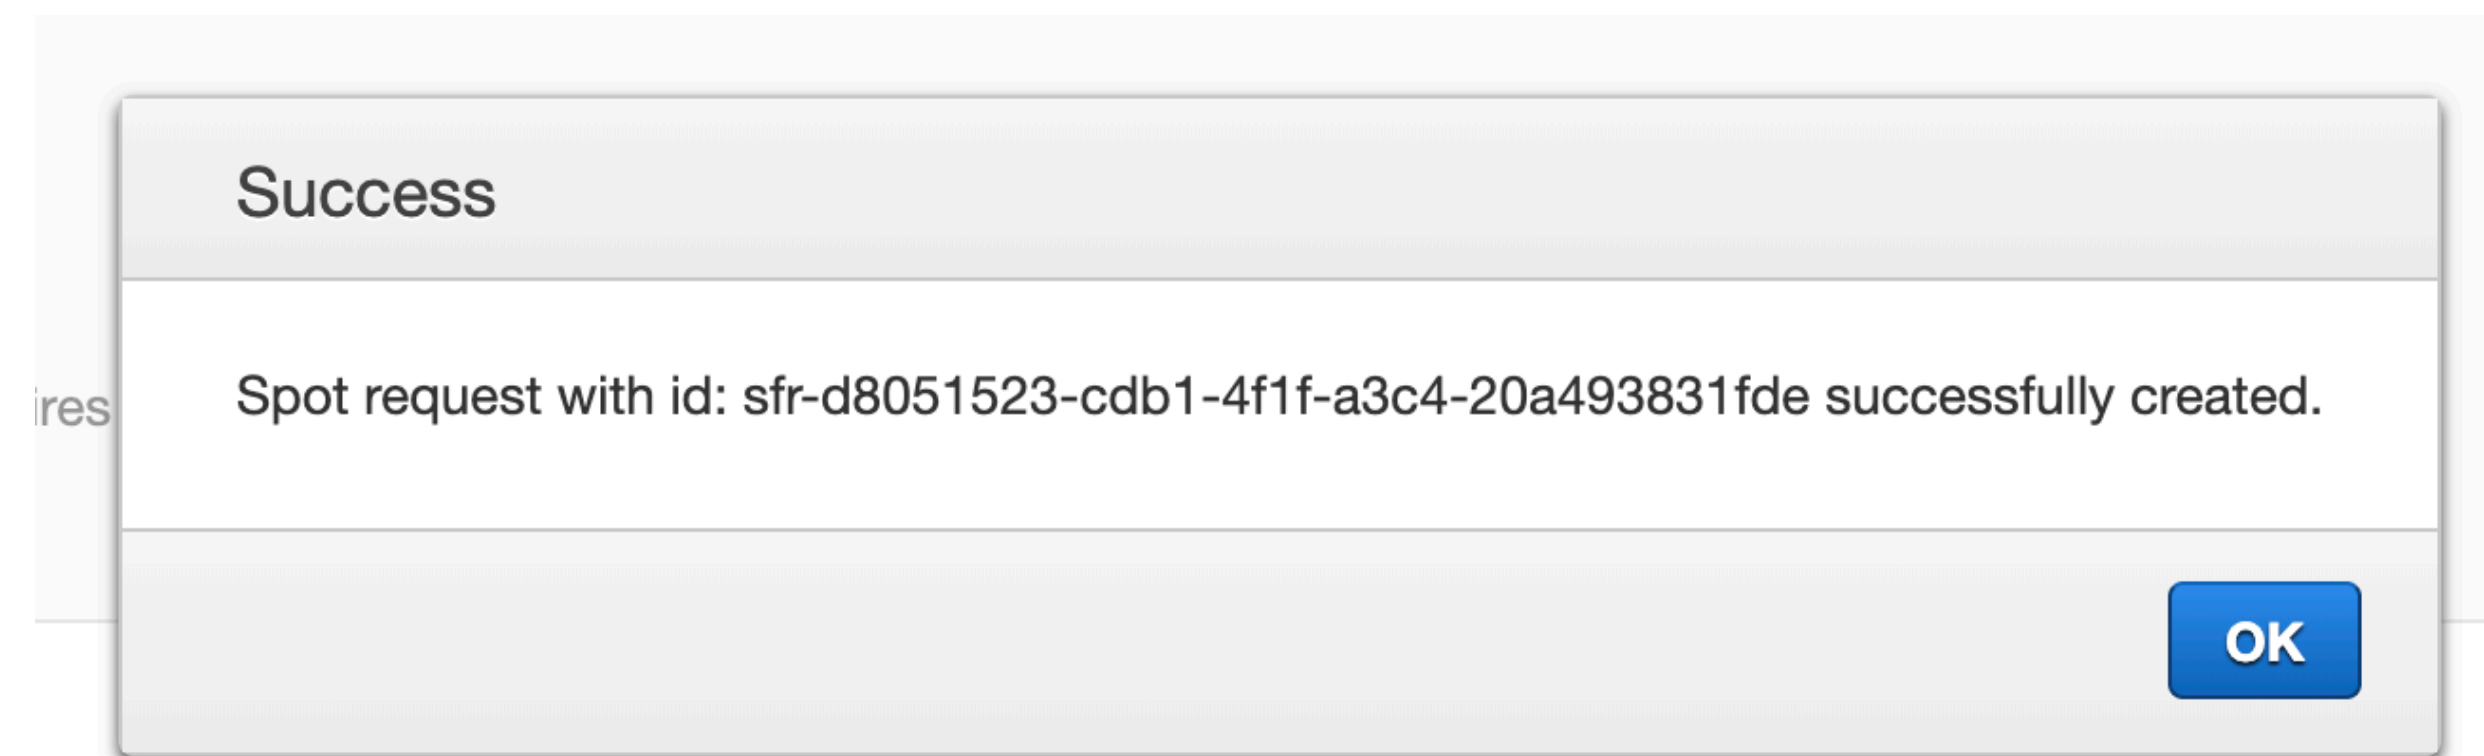 Success
ires
Spot request with id: sfr-d8051523-cdb1-4f1f-a3c4-20a493831fde successfully created.
OK